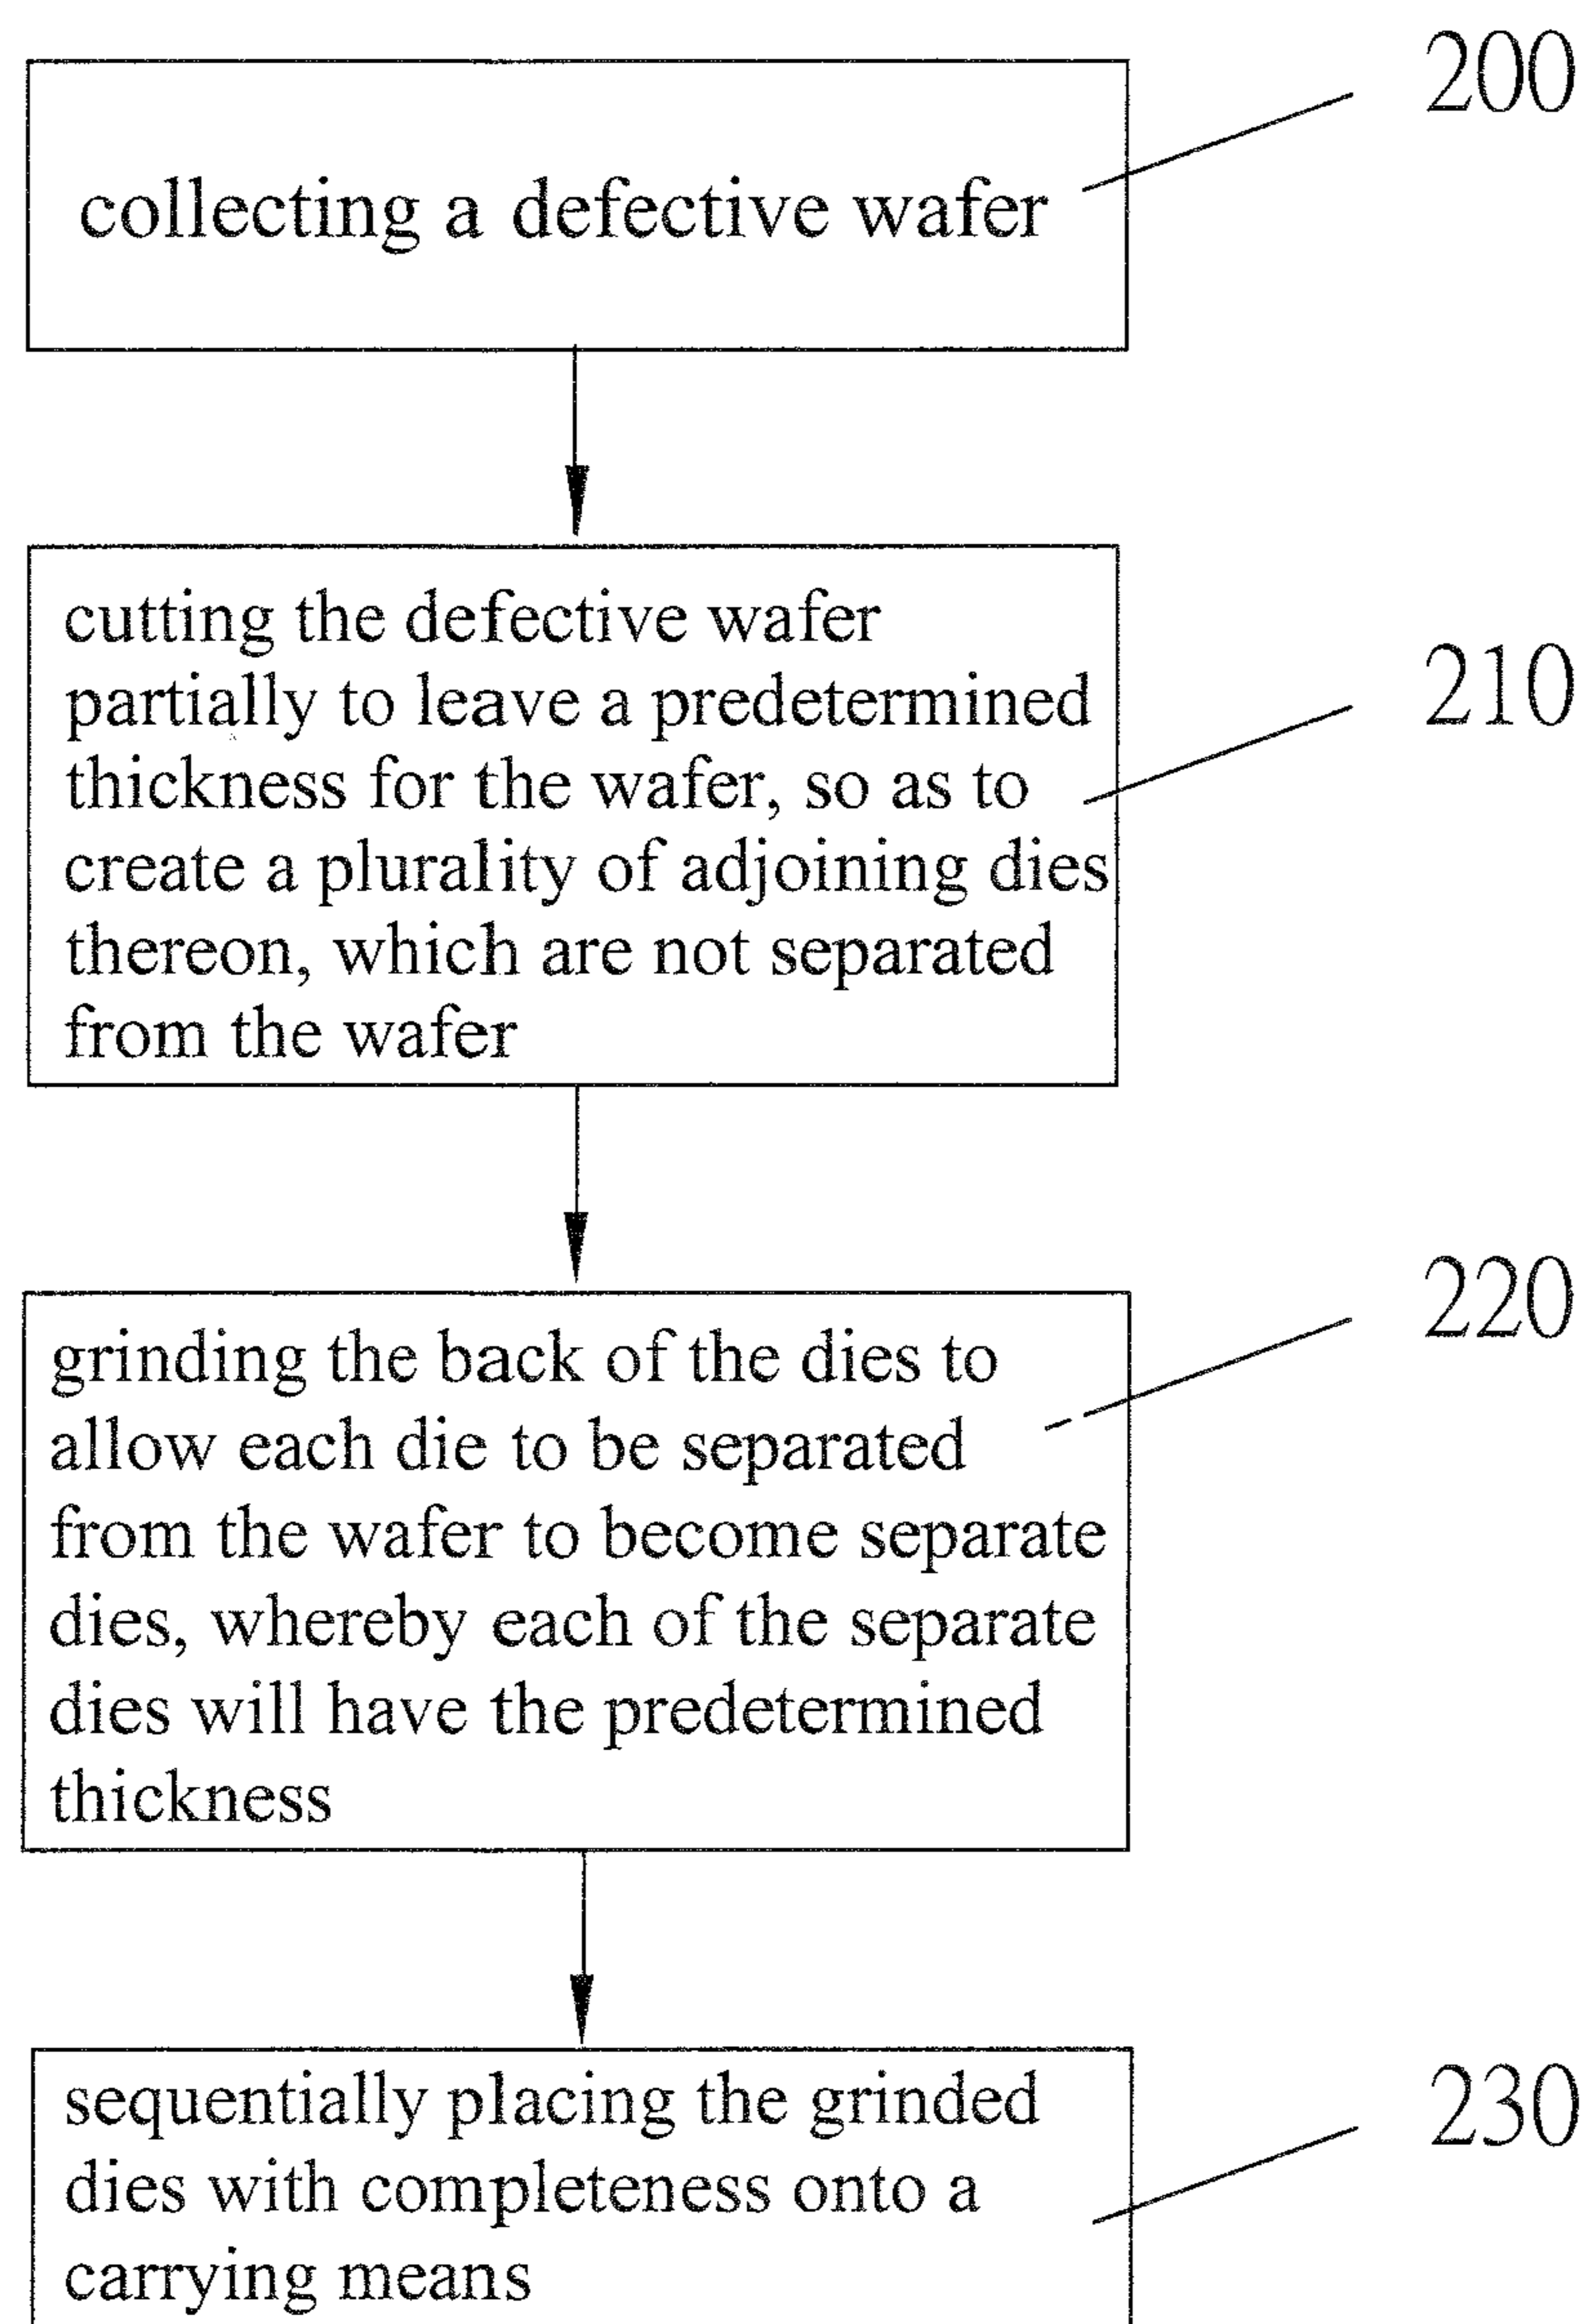 200
collecting a defective wafer
cutting the defective wafer
partially to leave a predetermined
thickness for the wafer, so as to
create a plurality of adjoining dies
thereon, which are not separated
from the wafer
210
grinding the back of the dies to
allow each die to be separated
from the wafer to become separate
dies, whereby each of the separate
dies will have the predetermined
thickness
220
sequentially placing the grinded
dies with completeness onto a
carrying means
230